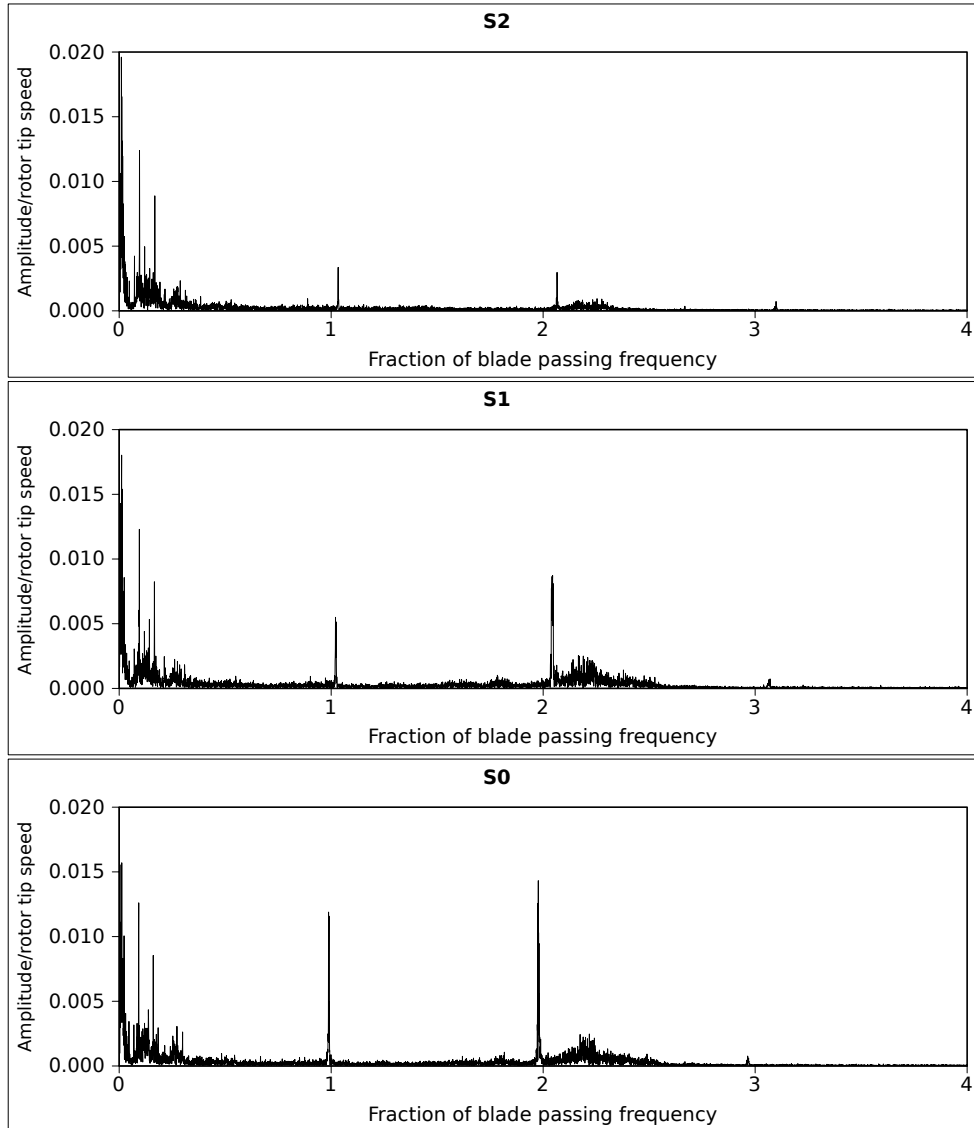 S2
Amplitude/rotor tip speed
0.020
0.015
0.010
0.005
0.000
0 1 2 3 4
Fraction of blade passing frequency
S1
Amplitude/rotor tip speed
0.020
0.015
0.010
0.005
0.000
0 1 2 3 4
Fraction of blade passing frequency
S0
Amplitude/rotor tip speed
0.020
0.015
0.010
0.005
0.000
0 1 2 3 4
Fraction of blade passing frequency